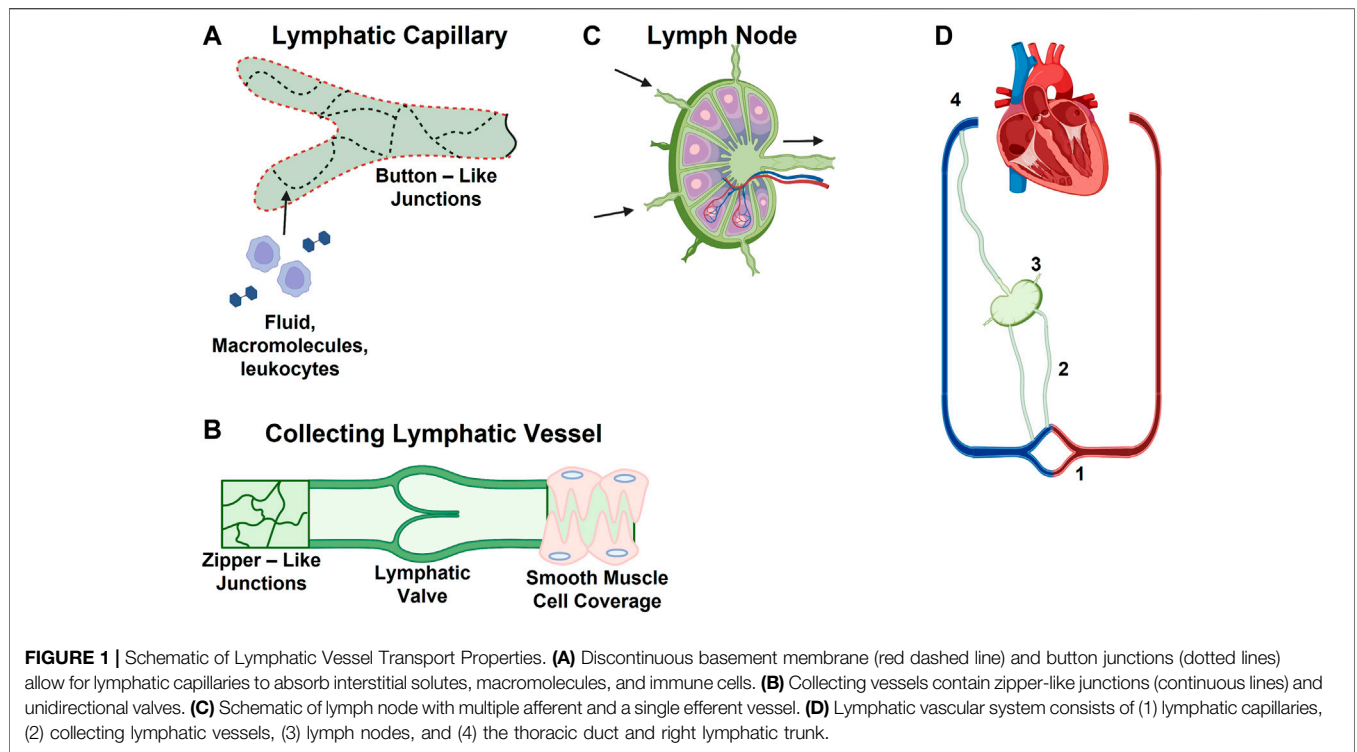 A Lymphatic Capillary
Button – Like
Junctions
Fluid,
Macromolecules,
leukocytes
B Collecting Lymphatic Vessel
Zipper – Like
Junctions
Lymphatic
Valve
Smooth Muscle
Cell Coverage
C Lymph Node
D
4
3
2
1
FIGURE 1 | Schematic of Lymphatic Vessel Transport Properties. (A) Discontinuous basement membrane (red dashed line) and button junctions (dotted lines)
allow for lymphatic capillaries to absorb interstitial solutes, macromolecules, and immune cells. (B) Collecting vessels contain zipper-like junctions (continuous lines) and
unidirectional valves. (C) Schematic of lymph node with multiple afferent and a single efferent vessel. (D) Lymphatic vascular system consists of (1) lymphatic capillaries,
(2) collecting lymphatic vessels, (3) lymph nodes, and (4) the thoracic duct and right lymphatic trunk.